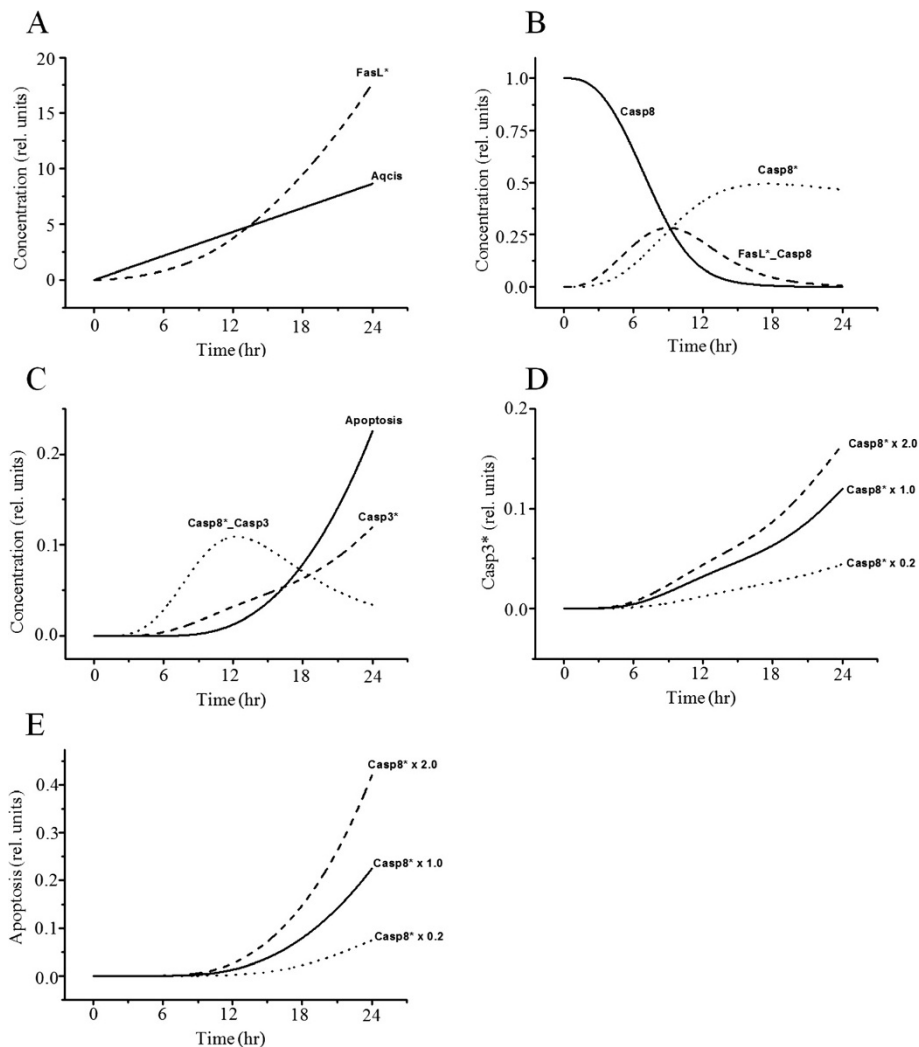 A
Concentration (rel. units)
20
15
10
5
0
FasL*
Aqcis
0 6 12 18 24
Time (hr)
B
Concentration (rel. units)
1.0
0.75
0.5
0.25
0.0
Casp8
Casp8*
FasL*_Casp8
0 6 12 18 24
Time (hr)
C
Concentration (rel. units)
0.2
0.1
0.0
Apoptosis
Casp8*_Casp3
Casp3*
0 6 12 18 24
Time (hr)
D
Casp3* (rel. units)
0.2
0.1
0.0
Casp8* x 2.0
Casp8* x 1.0
Casp8* x 0.2
0 6 12 18 24
Time (hr)
E
Apoptosis (rel. units)
0.4
0.3
0.2
0.1
0.0
Casp8* x 2.0
Casp8* x 1.0
Casp8* x 0.2
0 6 12 18 24
Time (hr)